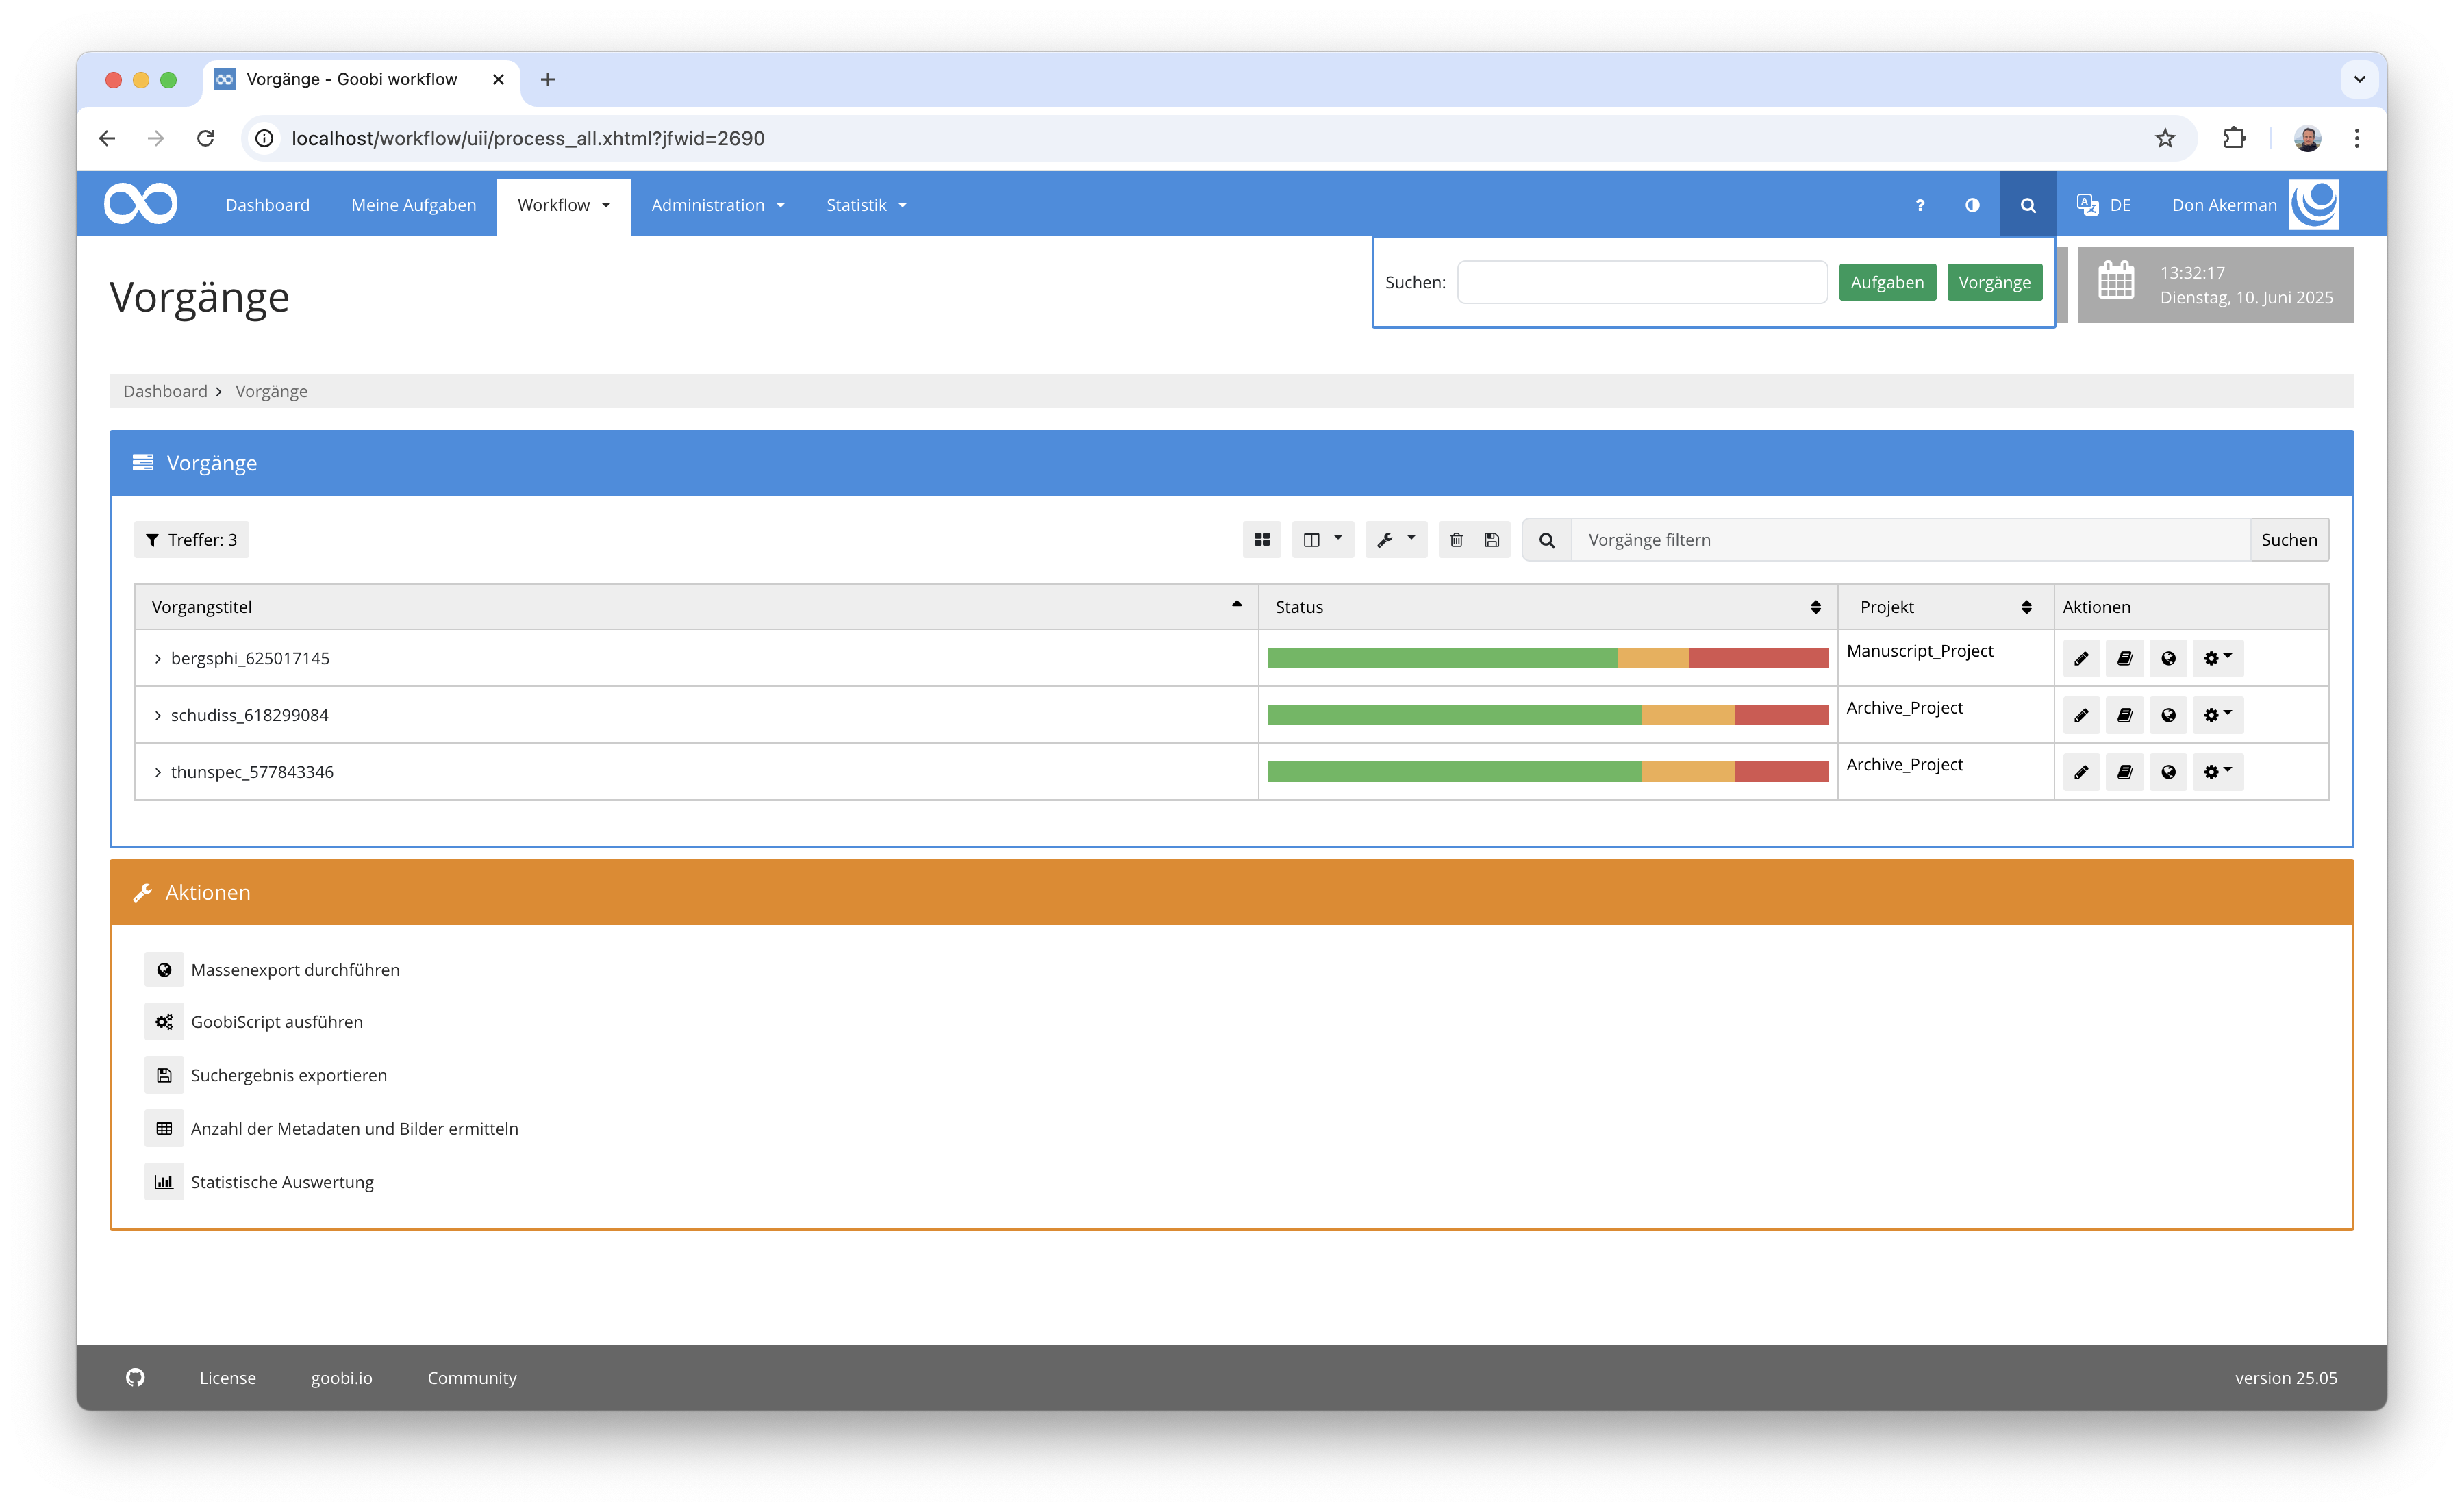 Vorgänge - Goobi workflow
localhost/workflow/uii/process_all.xhtml?jfwid=2690
Dashboard Meine Aufgaben Workflow Administration Statistik ? DE Don Akerman
Vorgänge
Suchen: Aufgaben Vorgänge
13:32:17
Dienstag, 10. Juni 2025
Dashboard > Vorgänge
Vorgänge
Treffer: 3 Vorgänge filtern Suchen
Vorgangstitel Status Projekt Aktionen
bergsphi_625017145 Manuscript_Project
schudiss_618299084 Archive_Project
thunspec_577843346 Archive_Project
Aktionen
Massenexport durchführen
GoobiScript ausführen
Suchergebnis exportieren
Anzahl der Metadaten und Bilder ermitteln
Statistische Auswertung
License goobi.io Community version 25.05